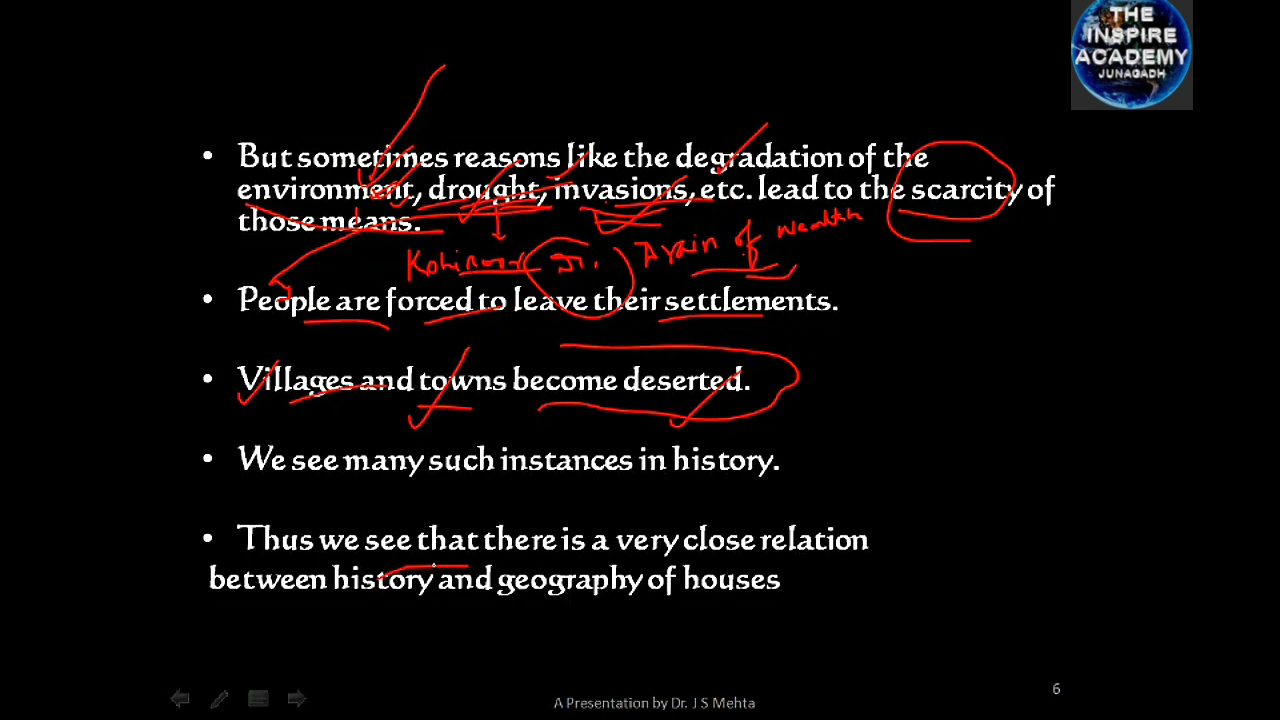 THE
INSPIRE
ACADEMY
JUNAGADH
• But sometimes reasons like the degradation of the
environment, drought, invasions, etc. lead to the scarcity of
those means.
Kohinoor Drain of wealth
• People are forced to leave their settlements.
• Villages and towns become deserted.
• We see many such instances in history.
• Thus we see that there is a very close relation
between history and geography of houses
6
A Presentation by Dr. J S Mehta